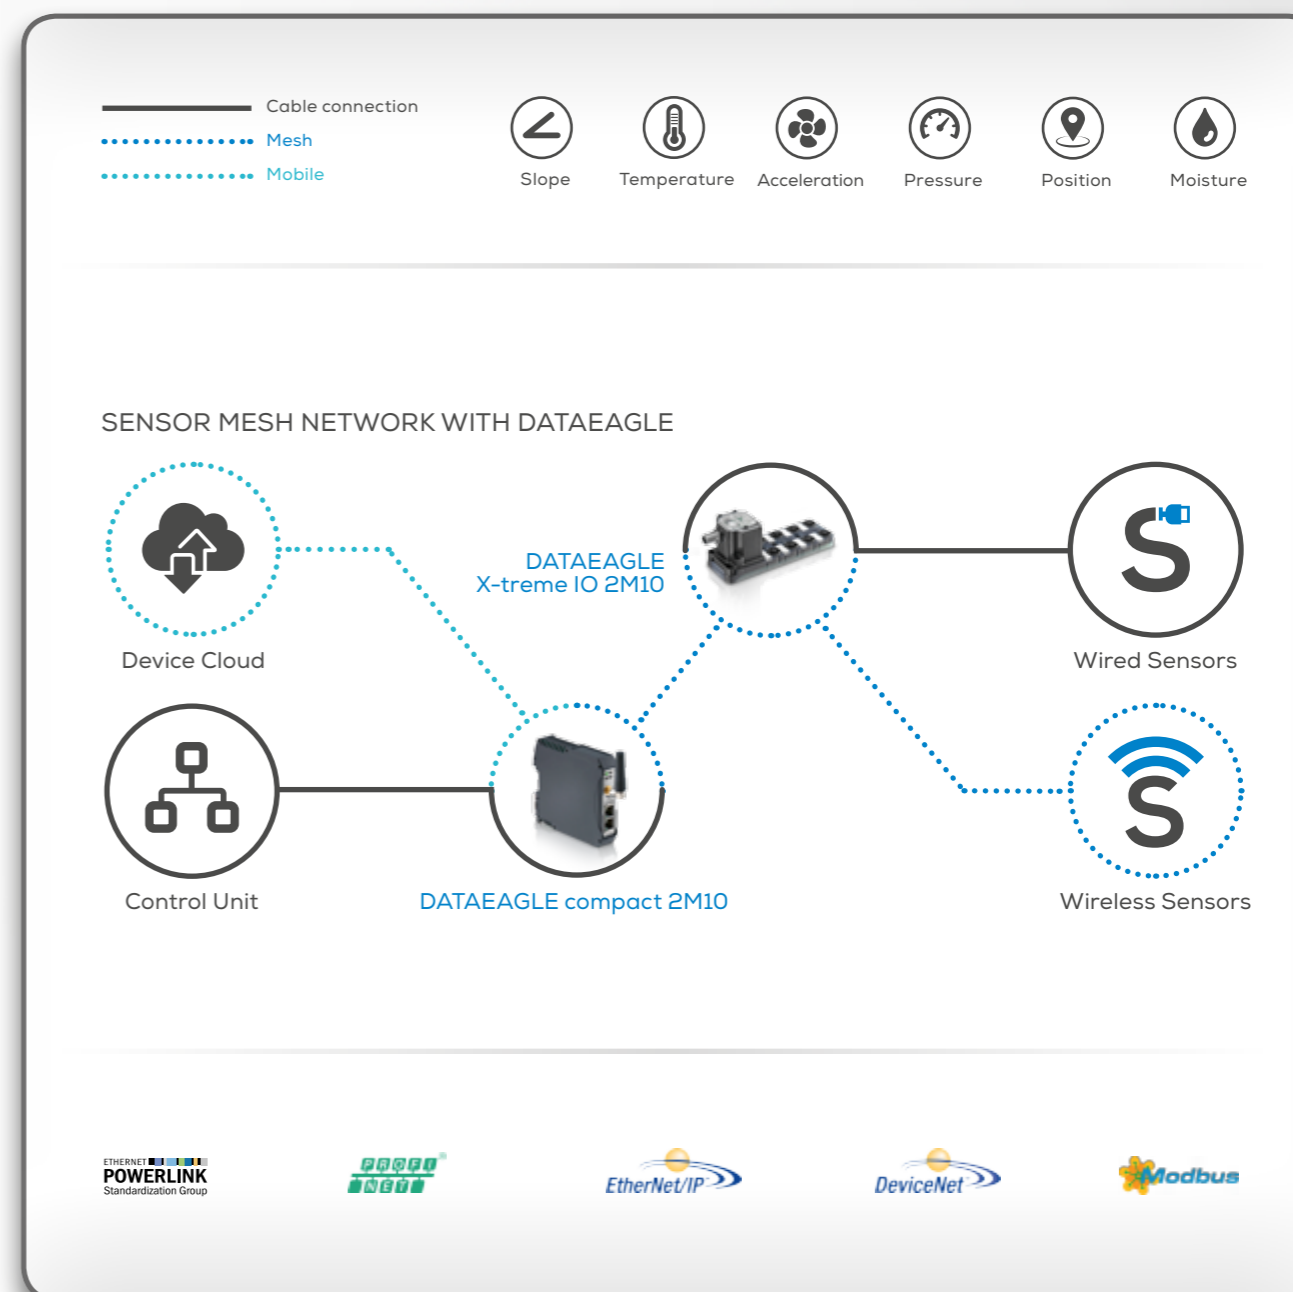 Cable connection
Mesh
Mobile
Slope
Temperature
Acceleration
Pressure
Position
Moisture
SENSOR MESH NETWORK WITH DATAEAGLE
DATAEAGLE
X-treme IO 2M10
S
Device Cloud
Wired Sensors
S
Control Unit
DATAEAGLE compact 2M10
Wireless Sensors
ETHERNET
POWERLINK
Standardization Group
PROFI
NET®
EtherNet/IP
DeviceNet
Modbus